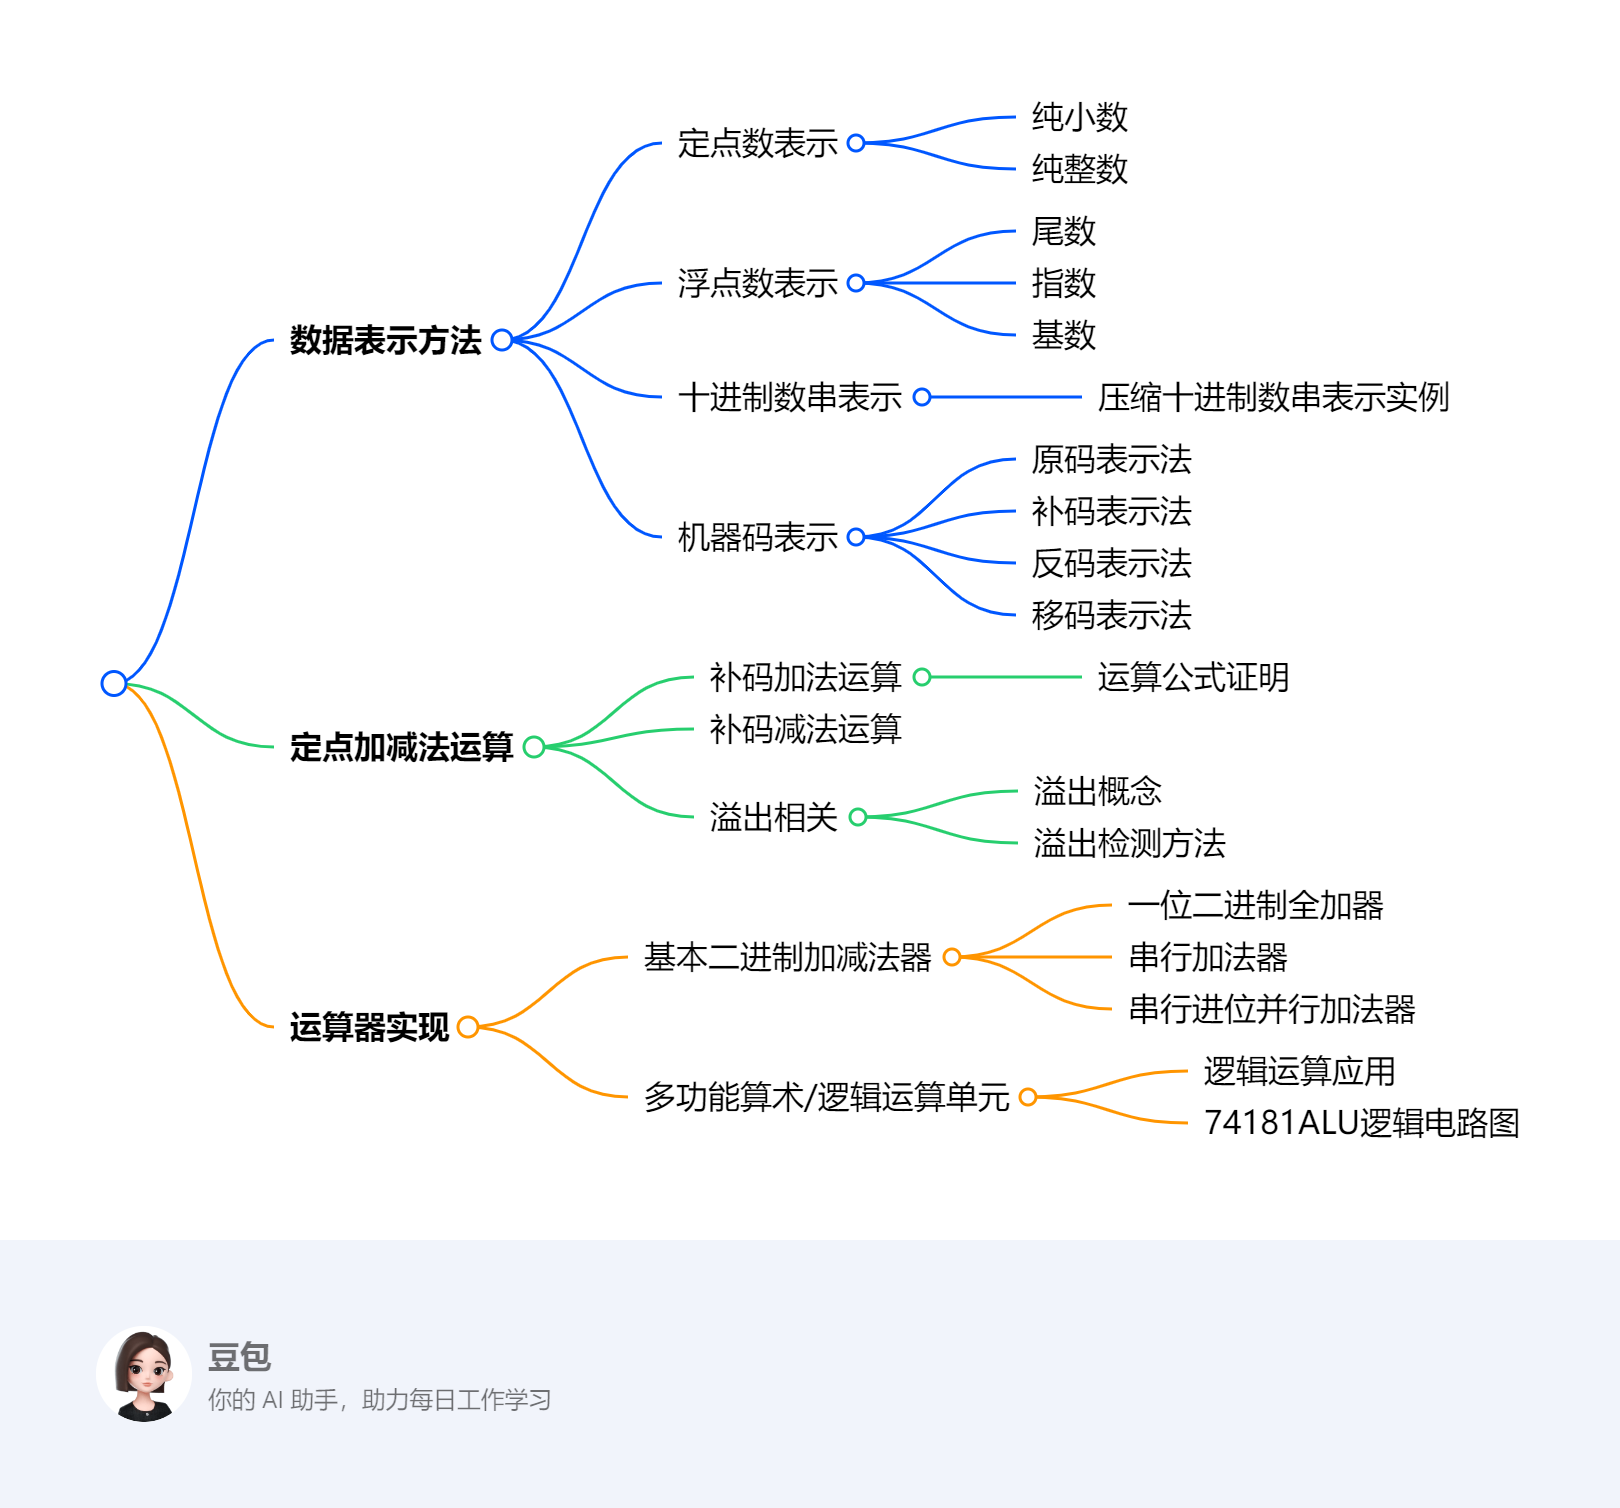 数据表示方法
定点数表示
纯小数
纯整数
浮点数表示
尾数
指数
基数
十进制数串表示
压缩十进制数串表示实例
机器码表示
原码表示法
补码表示法
反码表示法
移码表示法
定点加减法运算
补码加法运算
运算公式证明
补码减法运算
溢出相关
溢出概念
溢出检测方法
运算器实现
基本二进制加减法器
一位二进制全加器
串行加法器
串行进位并行加法器
多功能算术/逻辑运算单元
逻辑运算应用
74181ALU逻辑电路图
豆包
你的 AI 助手，助力每日工作学习